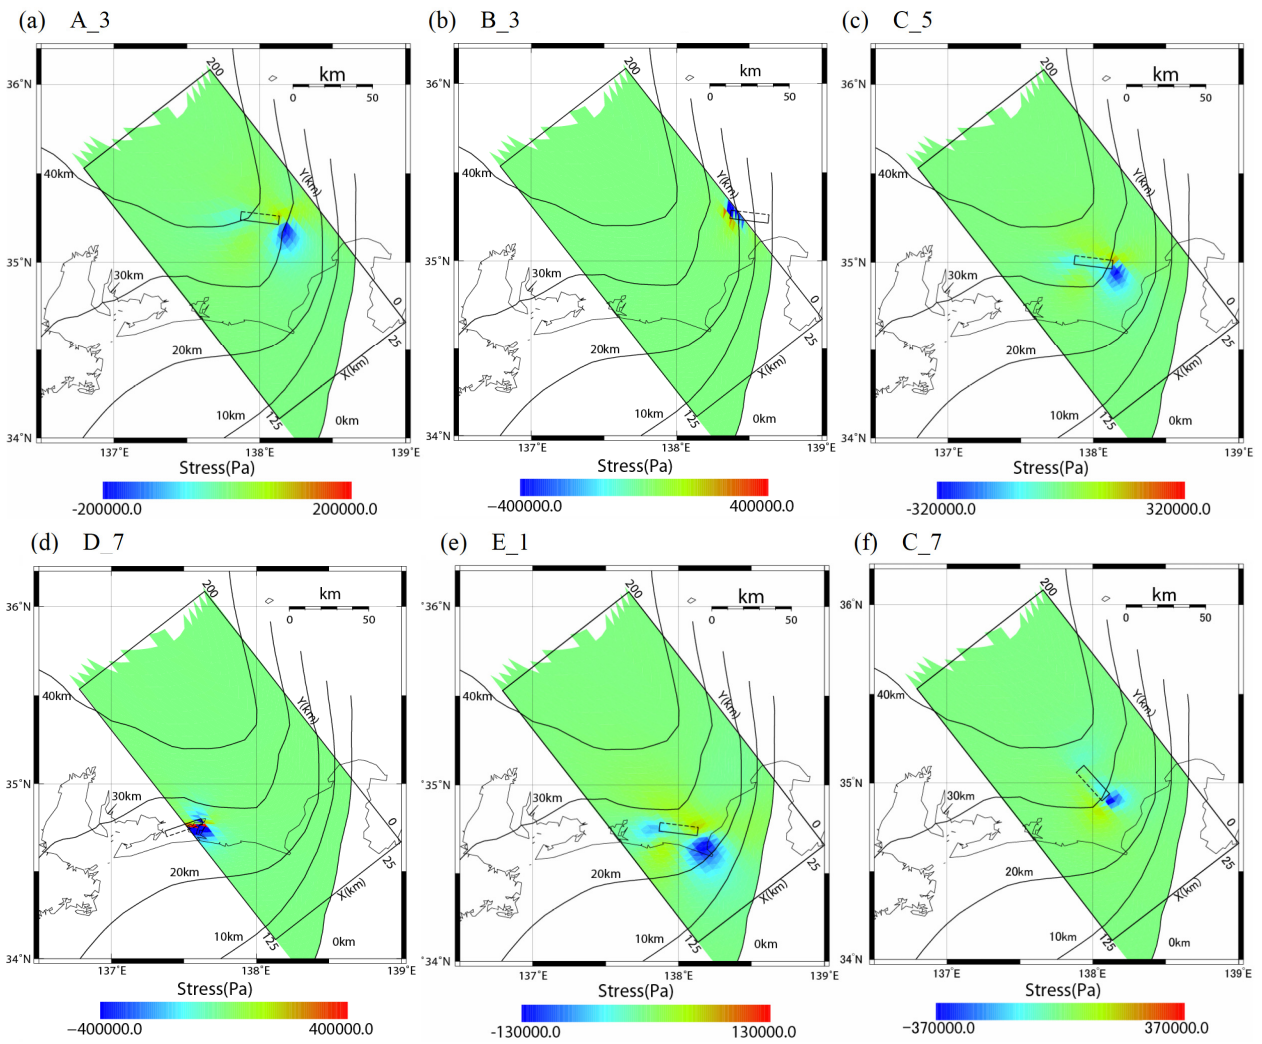 (a) A_3
km
0 50
36°N
35°N
34°N
200
Y(km)
40km
30km
20km
10km
0km
0
25
X(km)
125
137°E 138°E 139°E
Stress(Pa)
-200000.0 200000.0
(b) B_3
km
0 50
200
Y(km)
40km
30km
20km
10km
0km
0
25
X(km)
125
36°N
35°N
34°N
137°E 138°E 139°E
Stress(Pa)
−400000.0 400000.0
(c) C_5
km
0 50
200
Y(km)
40km
30km
20km
10km
0km
0
25
X(km)
125
36°N
35°N
34°N
137°E 138°E 139°E
Stress(Pa)
-320000.0 320000.0
(d) D_7
km
0 50
200
Y(km)
40km
30km
20km
10km
0km
0
25
X(km)
125
36°N
35°N
34°N
137°E 138°E 139°E
Stress(Pa)
−400000.0 400000.0
(e) E_1
km
0 50
200
Y(km)
40km
30km
20km
10km
0km
0
25
X(km)
125
°36°N
°35°N
°34°N
137°E 138°E 139°E
Stress(Pa)
-130000.0 130000.0
(f) C_7
km
0 50
200
Y(km)
40km
30km
20km
10km
0km
0
25
X(km)
125
36°N
35°N
34°N
137°E 138°E 139°E
Stress(Pa)
−370000.0 370000.0